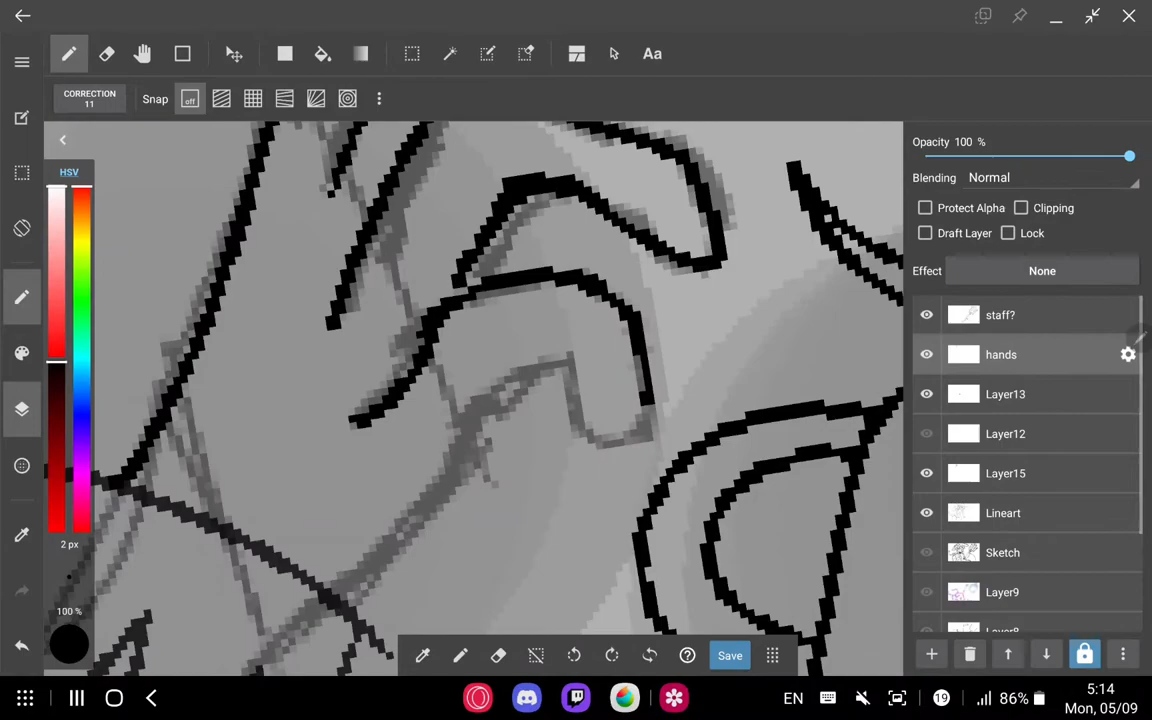 Aa
CORRECTION
11
Snap
off
HSV
2 px
100 %
Opacity 100 %
Blending Normal
Protect Alpha
Clipping
Draft Layer
Lock
Effect
None
staff?
hands
Layer13
Layer12
Layer15
Lineart
Sketch
Layer9
Layer8
Save
EN
19
86%
5:14
Mon, 05/09